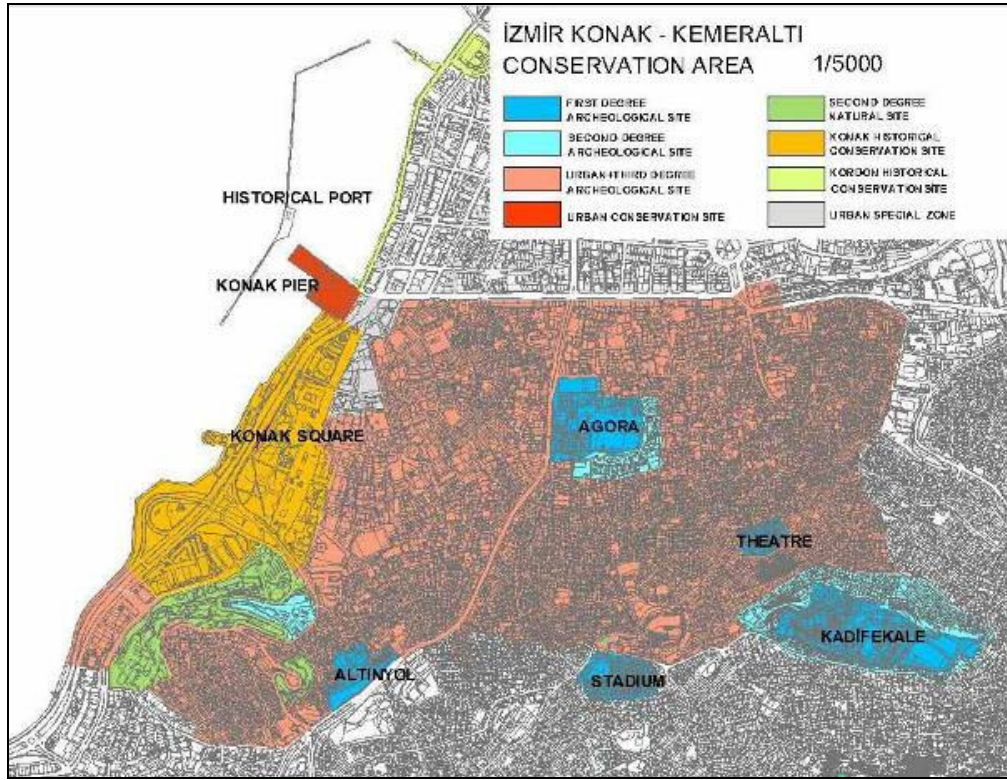 İZMİR KONAK - KEMERALTI
CONSERVATION AREA 1/5000
FIRST DEGREE
ARCHEOLOGICAL SITE
SECOND DEGREE
ARCHEOLOGICAL SITE
URBAN+THIRD DEGREE
ARCHEOLOGICAL SITE
URBAN CONSERVATION SITE
SECOND DEGREE
NATURAL SITE
KONAK HISTORICAL
CONSERVATION SITE
KORDON HISTORICAL
CONSERVATION SITE
URBAN SPECIAL ZONE
HISTORICAL PORT
KONAK PIER
KONAK SQUARE
AGORA
THEATRE
KADİFEKALE
ALTINYOL
STADIUM